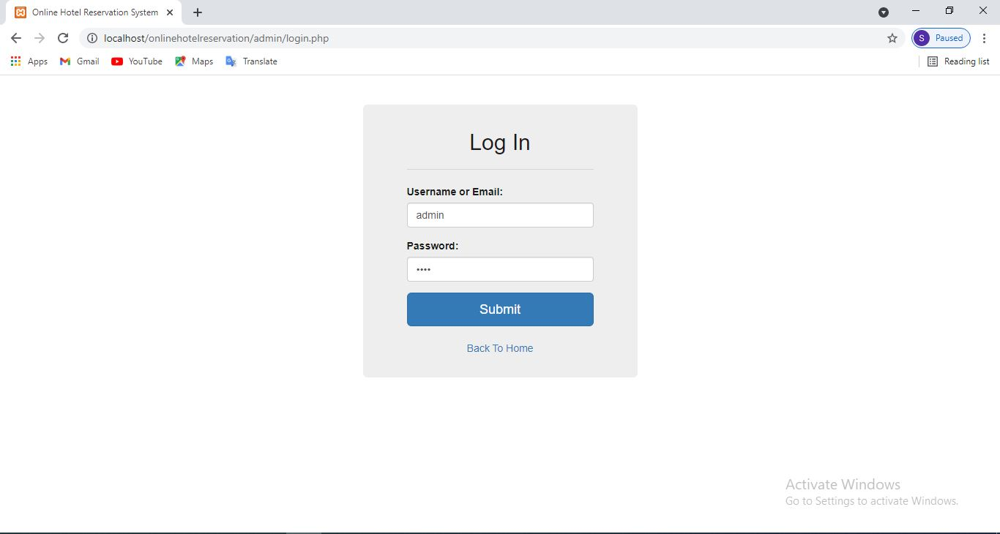 Online Hotel Reservation System
localhost/onlinehotelreservation/admin/login.php
S Paused
Apps Gmail YouTube Maps Translate Reading list
Log In
Username or Email:
admin
Password:
••••
Submit
Back To Home
Activate Windows
Go to Settings to activate Windows.